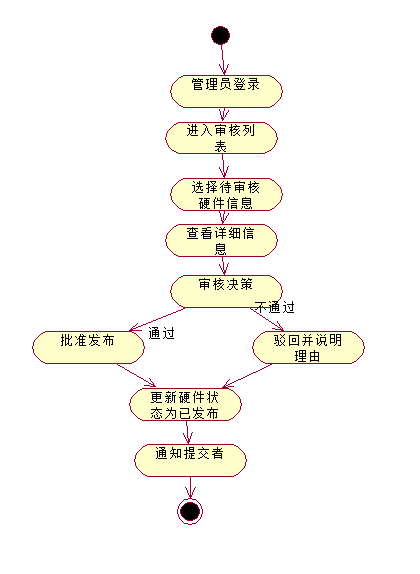 管理员登录
进入审核列
表
选择待审核
硬件信息
查看详细信
息
审核决策
不通过
通过
批准发布
驳回并说明
理由
更新硬件状
态为已发布
通知提交者